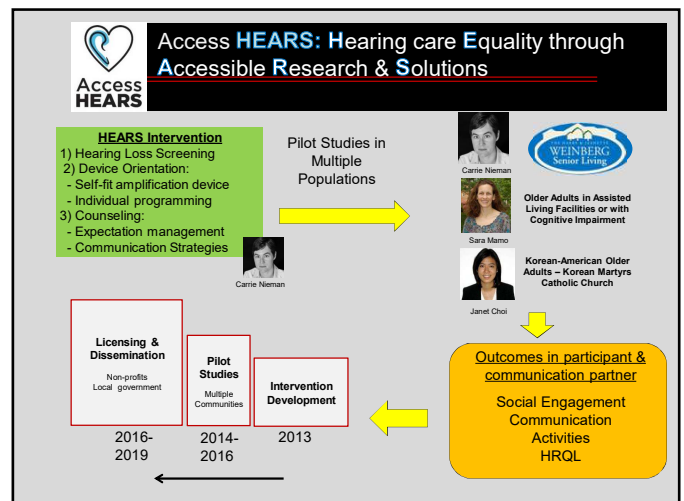 Access HEARS: Hearing care Equality through
Accessible Research & Solutions
Access
HEARS
HEARS Intervention
1) Hearing Loss Screening
2) Device Orientation:
- Self-fit amplification device
- Individual programming
3) Counseling:
- Expectation management
- Communication Strategies
Carrie Nieman
Pilot Studies in
Multiple
Populations
Carrie Nieman
THE HARRY & JEANETTE
WEINBERG
Senior Living
Sara Mamo
Older Adults in Assisted
Living Facilities or with
Cognitive Impairment
Janet Choi
Korean-American Older
Adults – Korean Martyrs
Catholic Church
Outcomes in participant &
communication partner
Social Engagement
Communication
Activities
HRQL
Licensing &
Dissemination
Non-profits
Local government
2016-
2019
Pilot
Studies
Multiple
Communities
2014-
2016
Intervention
Development
2013